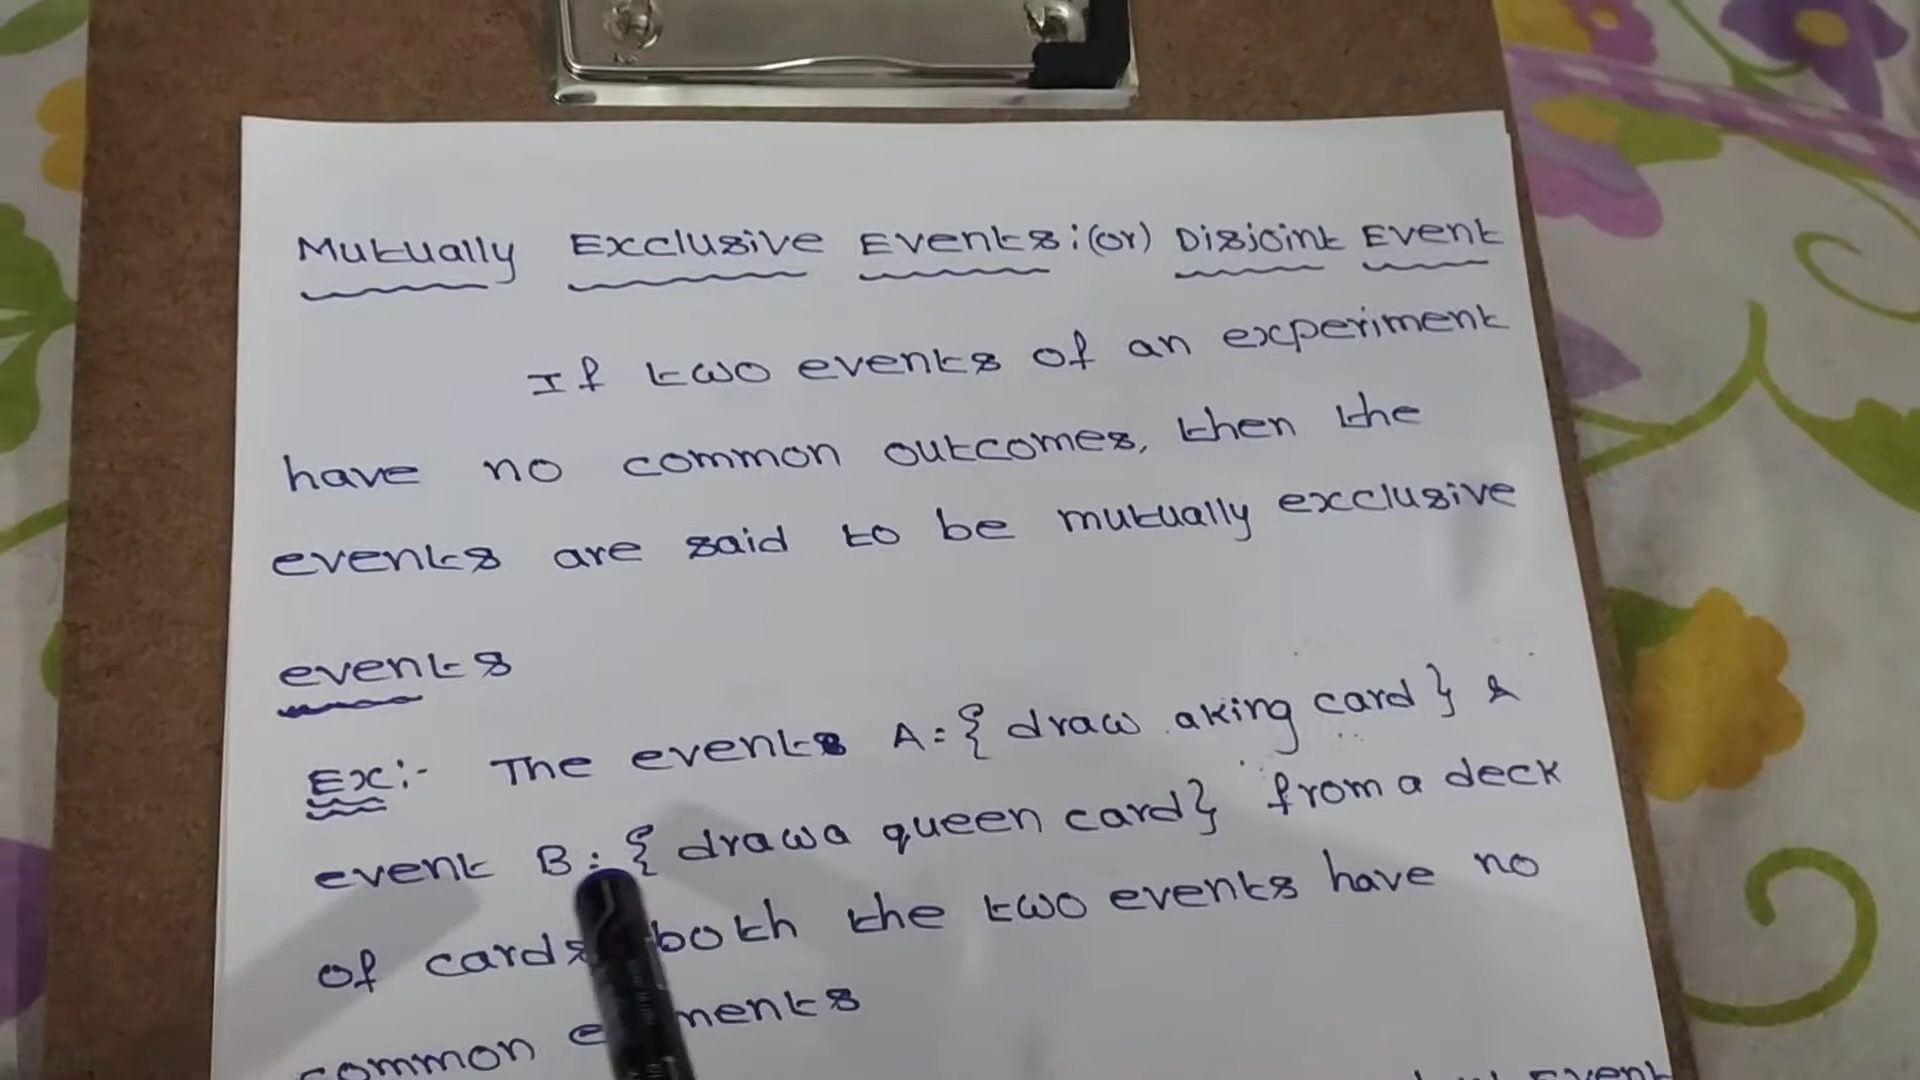 Mutually Exclusive Events : (or) Disjoint Event
If two events of an experiment
have no common outcomes, then the
events are said to be mutually exclusive
events
Ex:- The events A = { draw a king card } &
event B = { draw a queen card } from a deck
of cards both the two events have no
common
Event